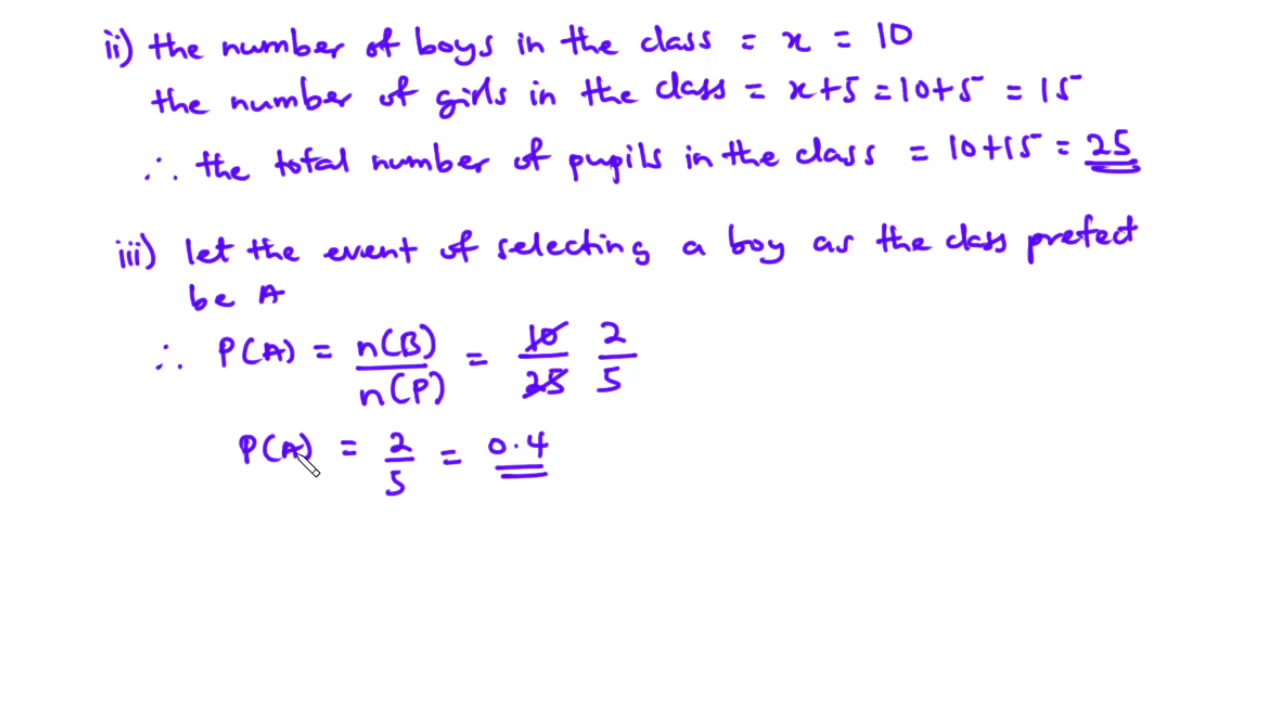 ii) the number of boys in the class = x = 10
the number of girls in the class = x+5 = 10+5 = 15
∴ the total number of pupils in the class = 10+15 = 25
iii) let the event of selecting a boy as the class prefect
be A
∴ P(A) = n(B)/n(P) = 10/25 2/5
P(A) = 2/5 = 0.4